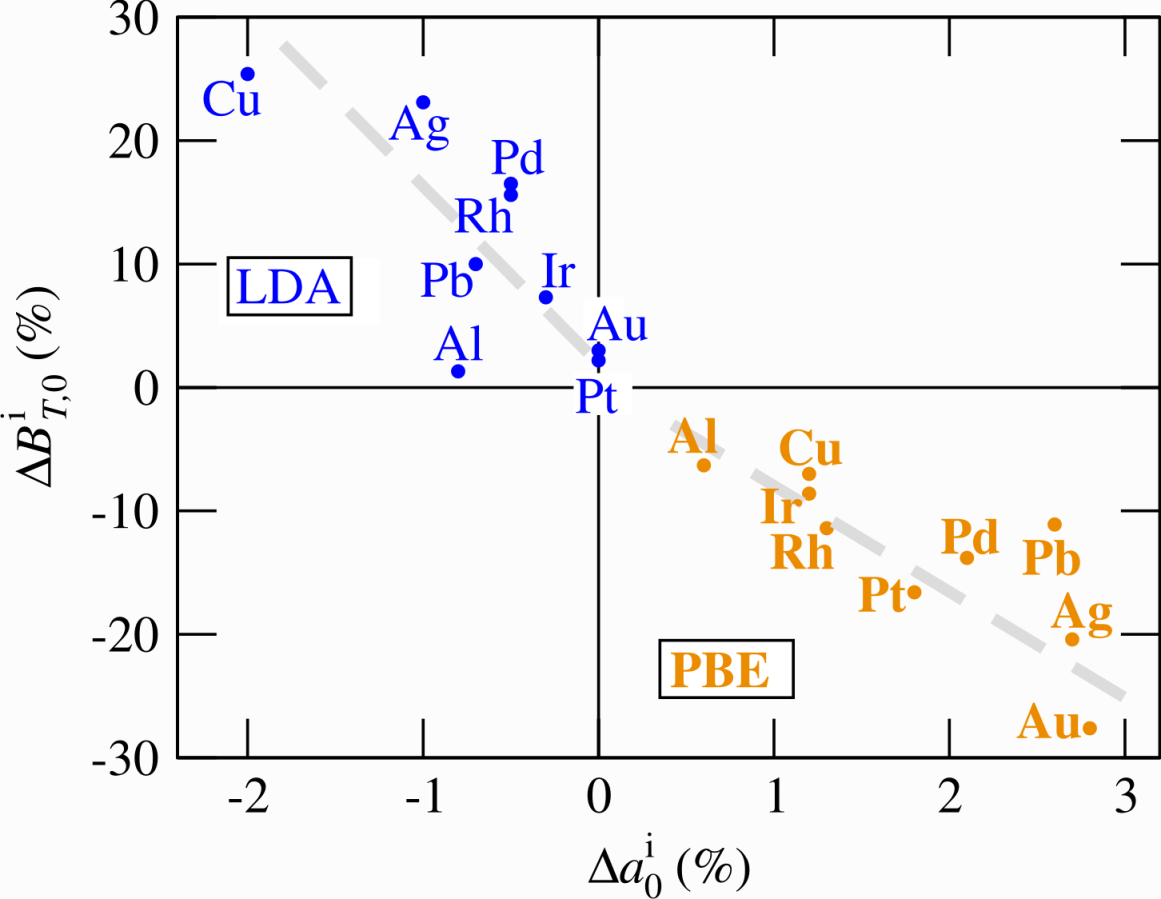 30
Cu
Ag
20
Pd
Rh
10
Ir
Pb
LDA
Au
Al
0
Pt
ΔB^i_{T,0} (%)
Al
Cu
-10
Ir
Rh
Pd
Pb
Pt
Ag
-20
PBE
Au
-30
-2 -1 0 1 2 3
Δa^i_0 (%)